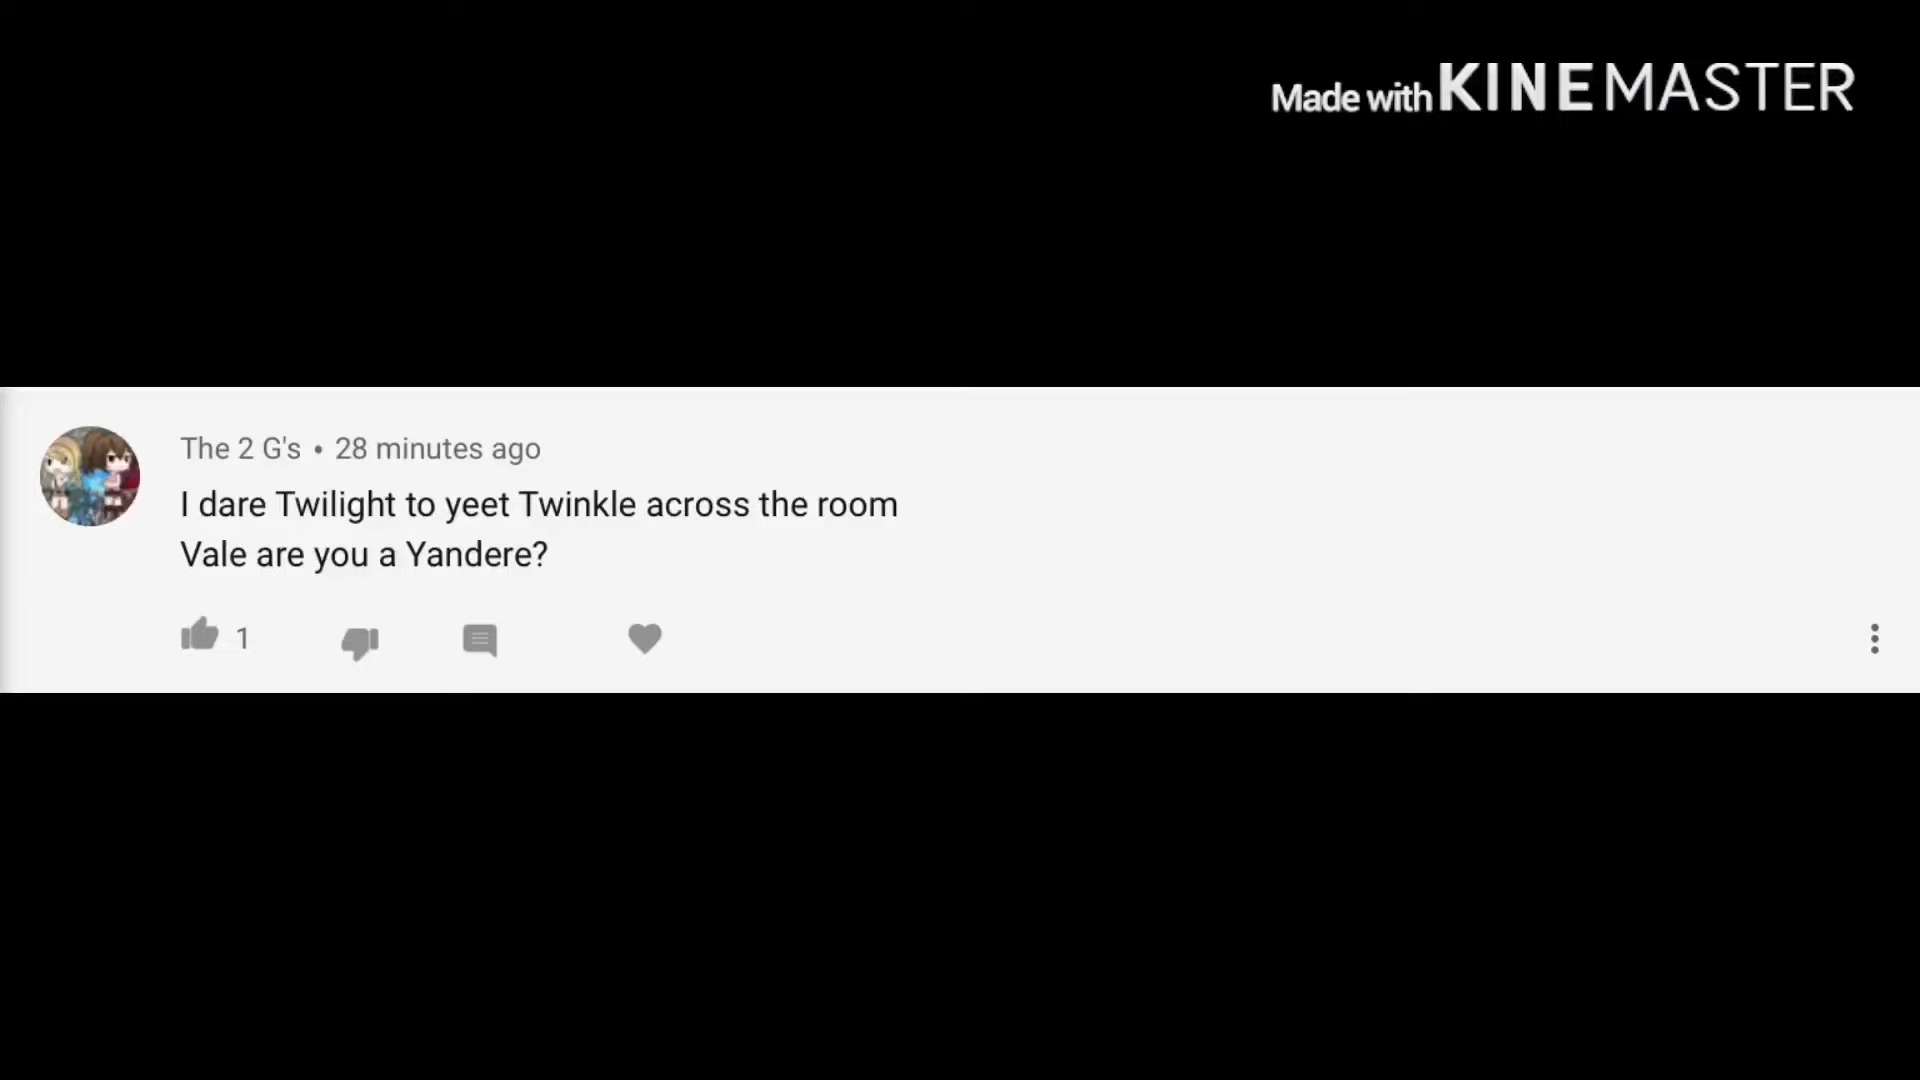 Made with KINEMASTER
The 2 G's • 28 minutes ago
I dare Twilight to yeet Twinkle across the room
Vale are you a Yandere?
1